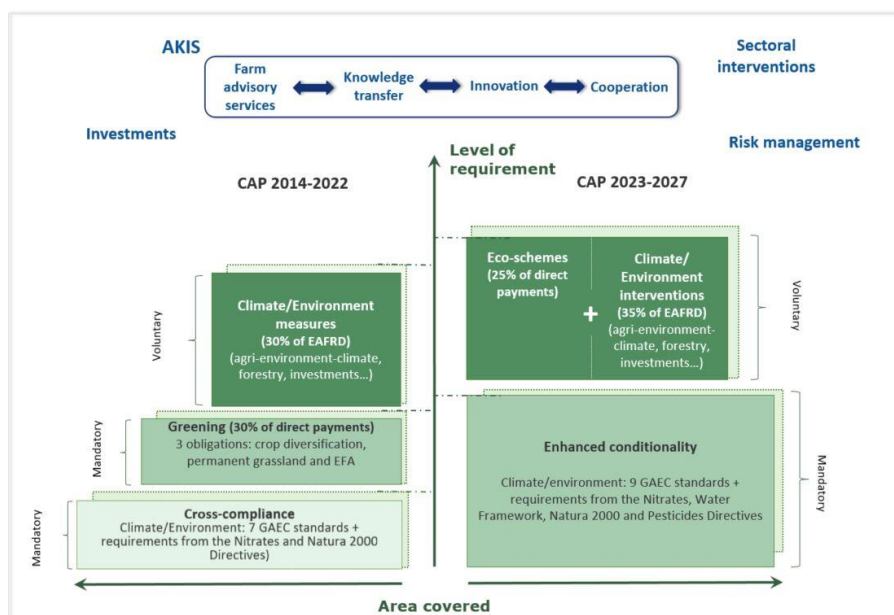 AKIS
Sectoral
interventions
Farm
advisory
services
Knowledge
transfer
Innovation
Cooperation
Investments
Risk management
Level of
requirement
CAP 2014-2022
CAP 2023-2027
Voluntary
Climate/Environment
measures
(30% of EAFRD)
(agri-environment-climate,
forestry, investments...)
Mandatory
Greening (30% of direct payments)
3 obligations: crop diversification,
permanent grassland and EFA
Mandatory
Cross-compliance
Climate/Environment: 7 GAEC standards +
requirements from the Nitrates and Natura 2000
Directives)
Eco-schemes
(25% of direct
payments)
+
Climate/
Environment
interventions
(35% of EAFRD)
(agri-environment-
climate, forestry,
investments...)
Voluntary
Enhanced conditionality
Climate/environment: 9 GAEC standards +
requirements from the Nitrates, Water
Framework, Natura 2000 and Pesticides Directives
Mandatory
Area covered